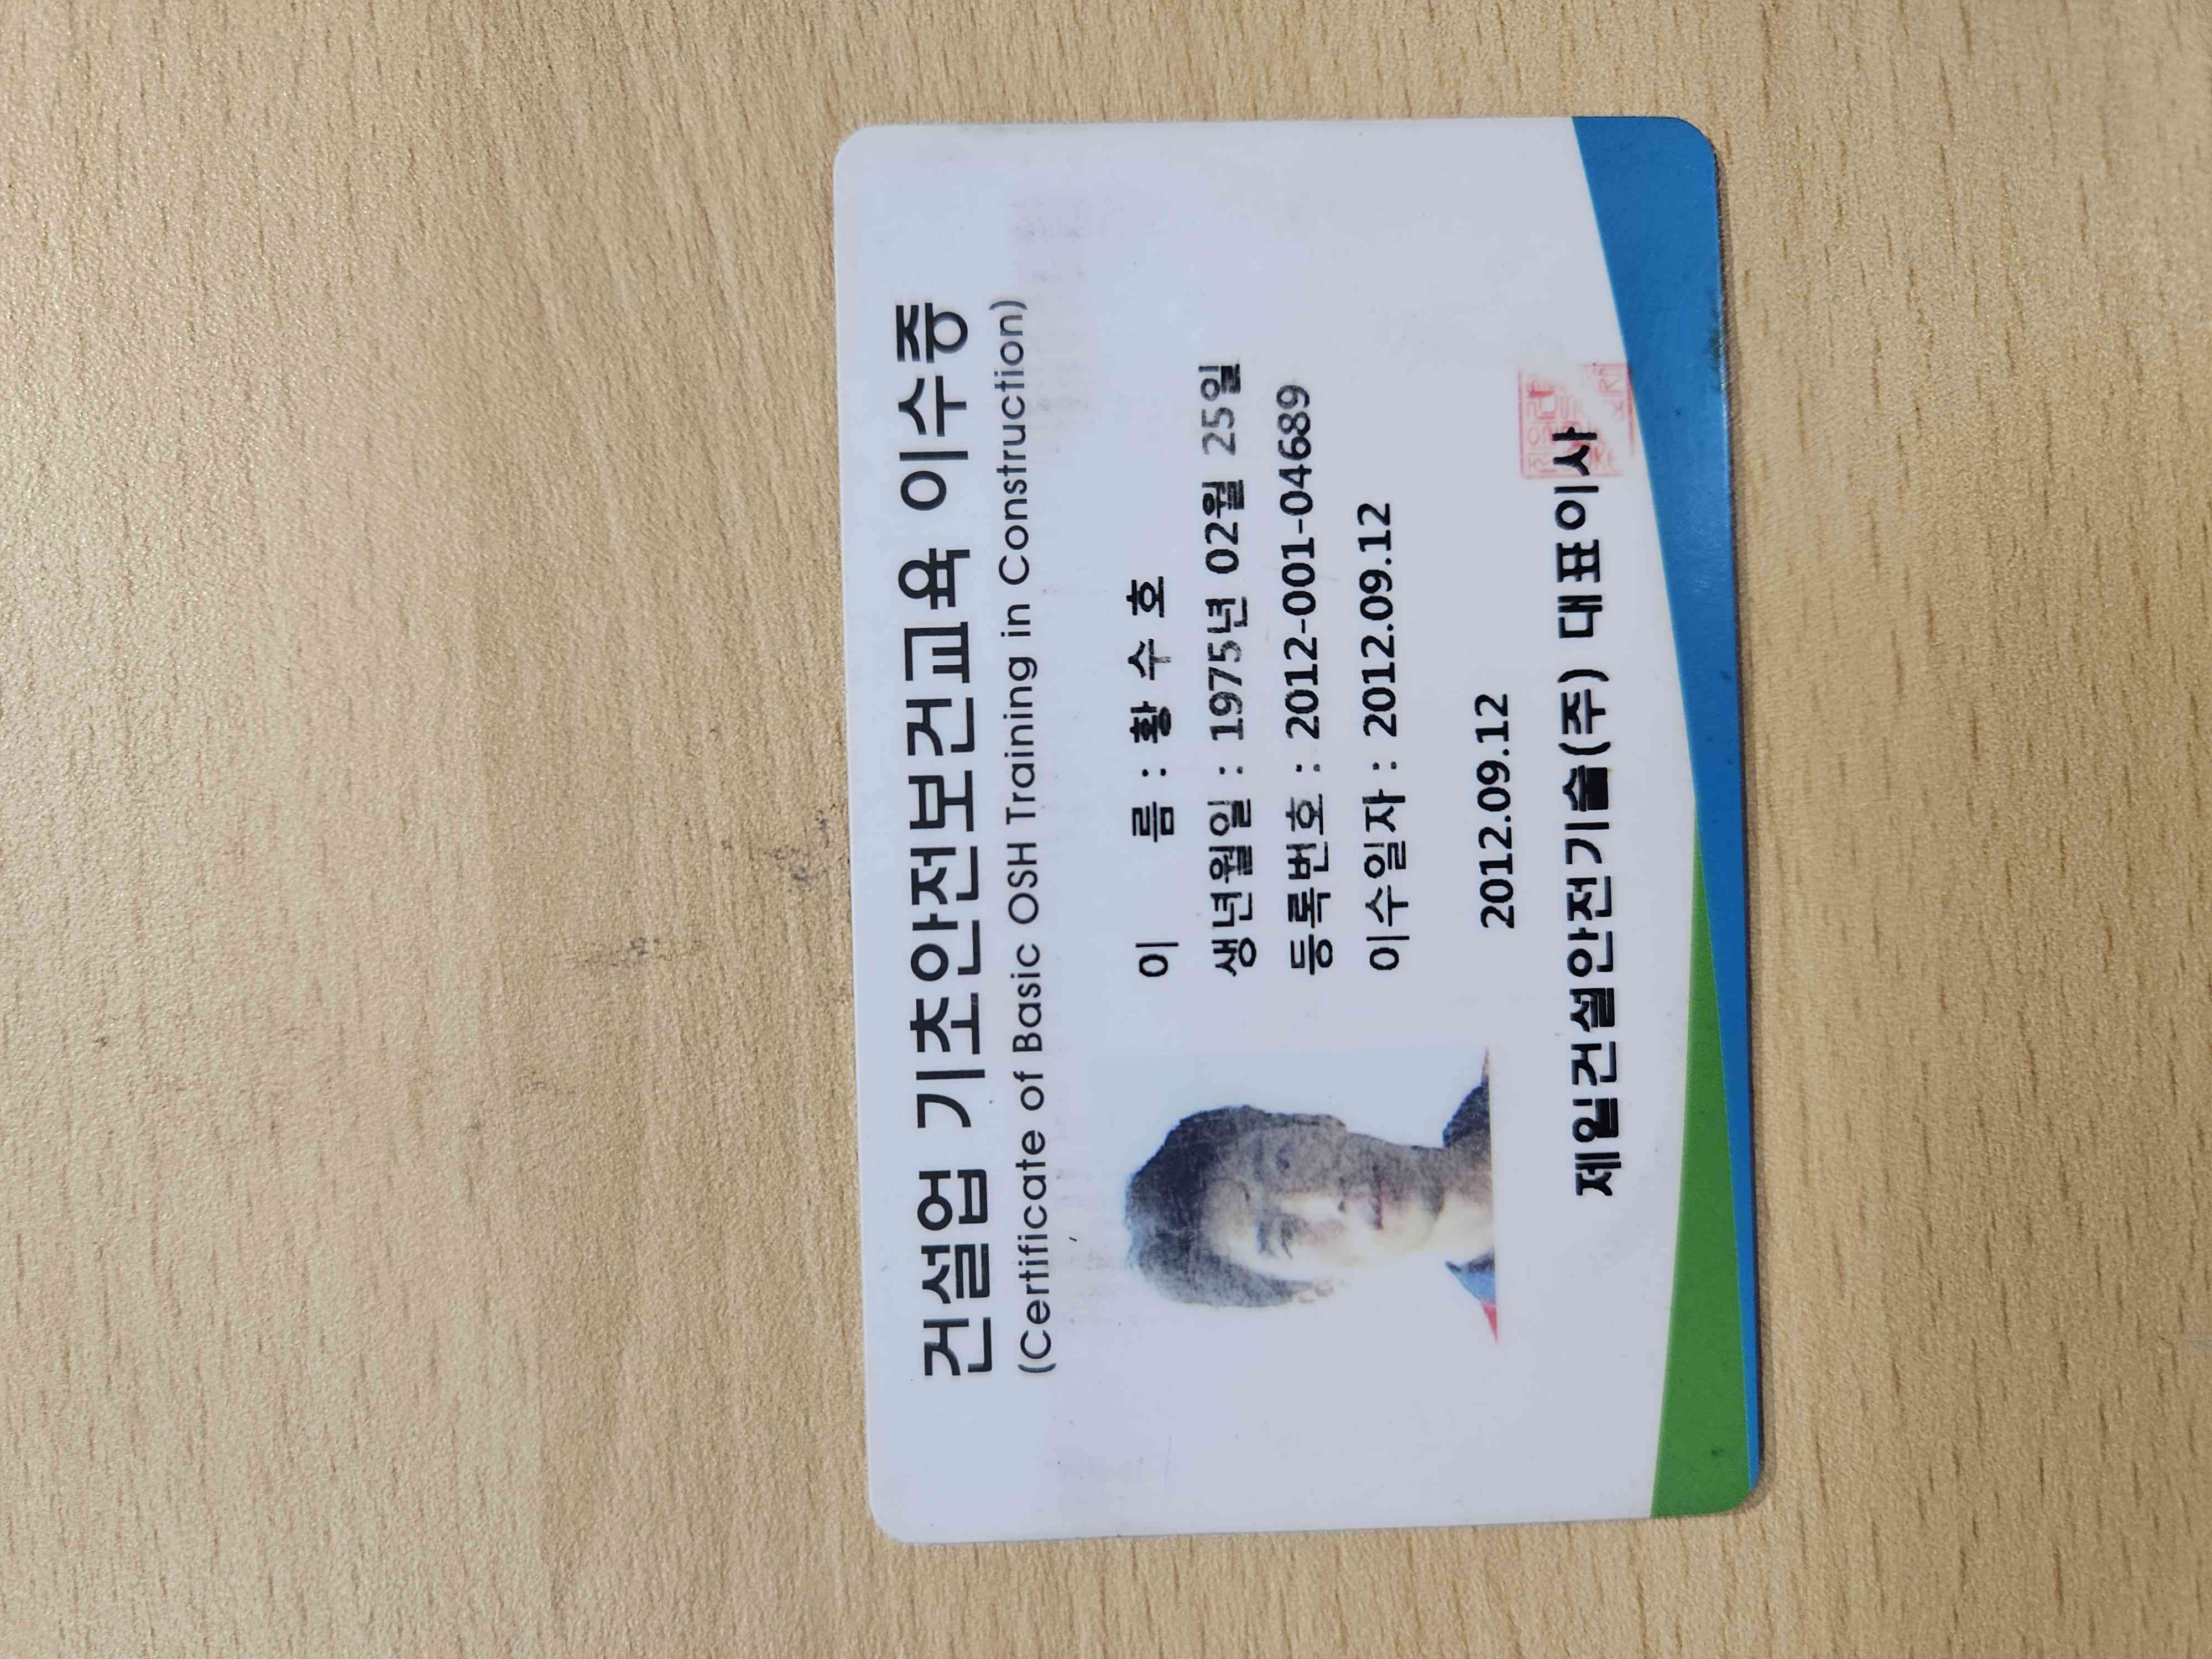 건설업 기초안전보건교육 이수증
(Certificate of Basic OSH Training in Construction)
이 름 : 황 수 호
생년월일 : 1975년 02월 25일
등록번호 : 2012-001-04689
이수일자 : 2012.09.12
2012.09.12
제일건설안전기술(주) 대표이사